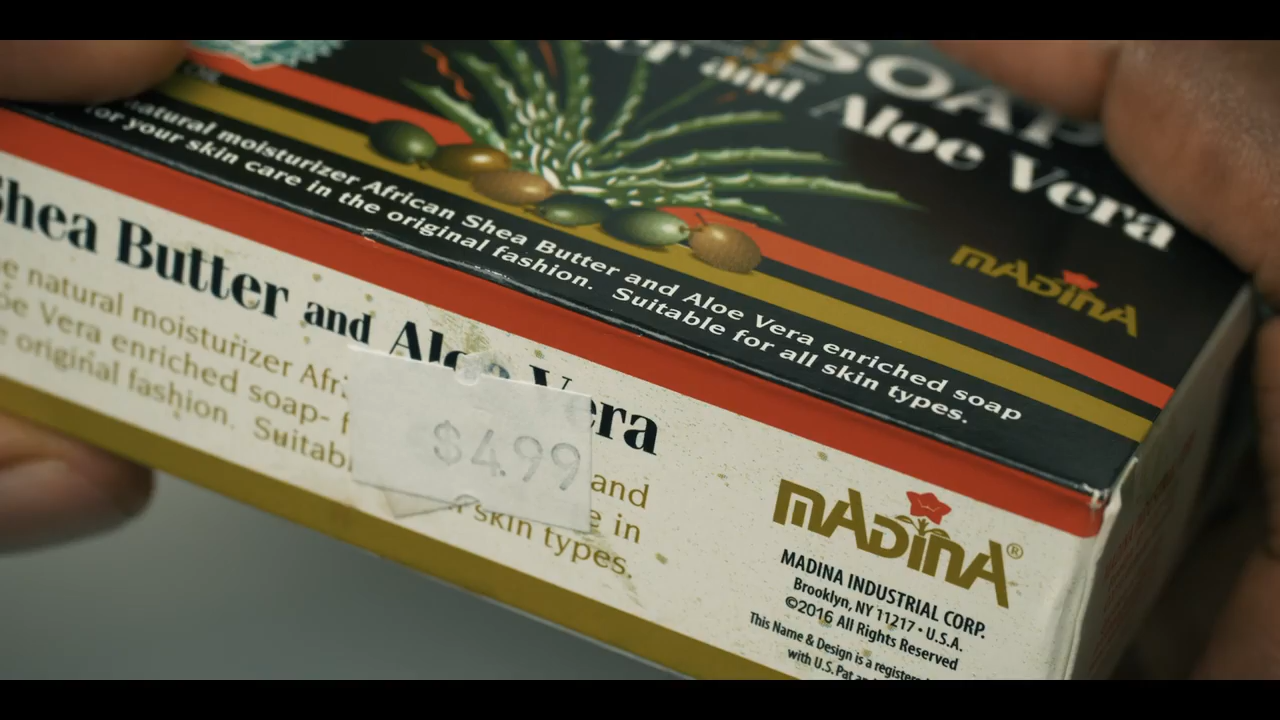 SOAP
and Aloe Vera
MADINA
natural moisturizer African Shea Butter and Aloe Vera enriched soap
for your skin care in the original fashion. Suitable for all skin types.
Shea Butter and Aloe Vera
natural moisturizer
Vera enriched soap-
original fashion.
$4.99
and
in
skin types.
MADINA®
MADINA INDUSTRIAL CORP.
Brooklyn, NY 11217 • U.S.A.
©2016 All Rights Reserved
This Name & Design is a
with U.S. Pat